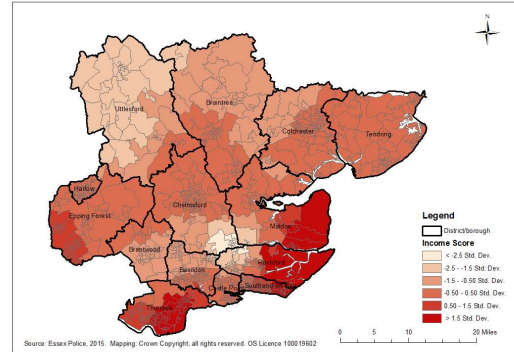 N
Uttlesford
Braintree
Colchester
Tendring
Harlow
Epping Forest
Chelmsford
Maldon
Brentwood
Basildon
Rochford
Castle Po
Southend-on-Sea
Thurrock
Legend
District/borough
Income Score
< -2.5 Std. Dev.
-2.5 - -1.5 Std. Dev.
-1.5 - -0.50 Std. Dev.
-0.50 - 0.50 Std. Dev.
0.50 - 1.5 Std. Dev.
> 1.5 Std. Dev.
0 5 10 20 Miles
Source: Essex Police, 2015. Mapping: Crown Copyright, all rights reserved. OS Licence 100019602